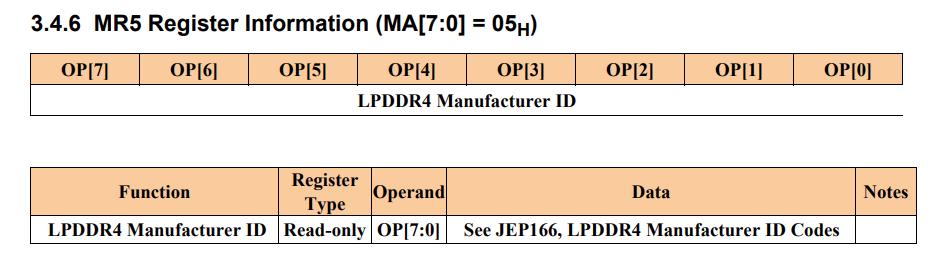 3.4.6 MR5 Register Information (MA[7:0] = 05H)
OP[7] OP[6] OP[5] OP[4] OP[3] OP[2] OP[1] OP[0]
LPDDR4 Manufacturer ID
Function Register Type Operand Data Notes
LPDDR4 Manufacturer ID Read-only OP[7:0] See JEP166, LPDDR4 Manufacturer ID Codes